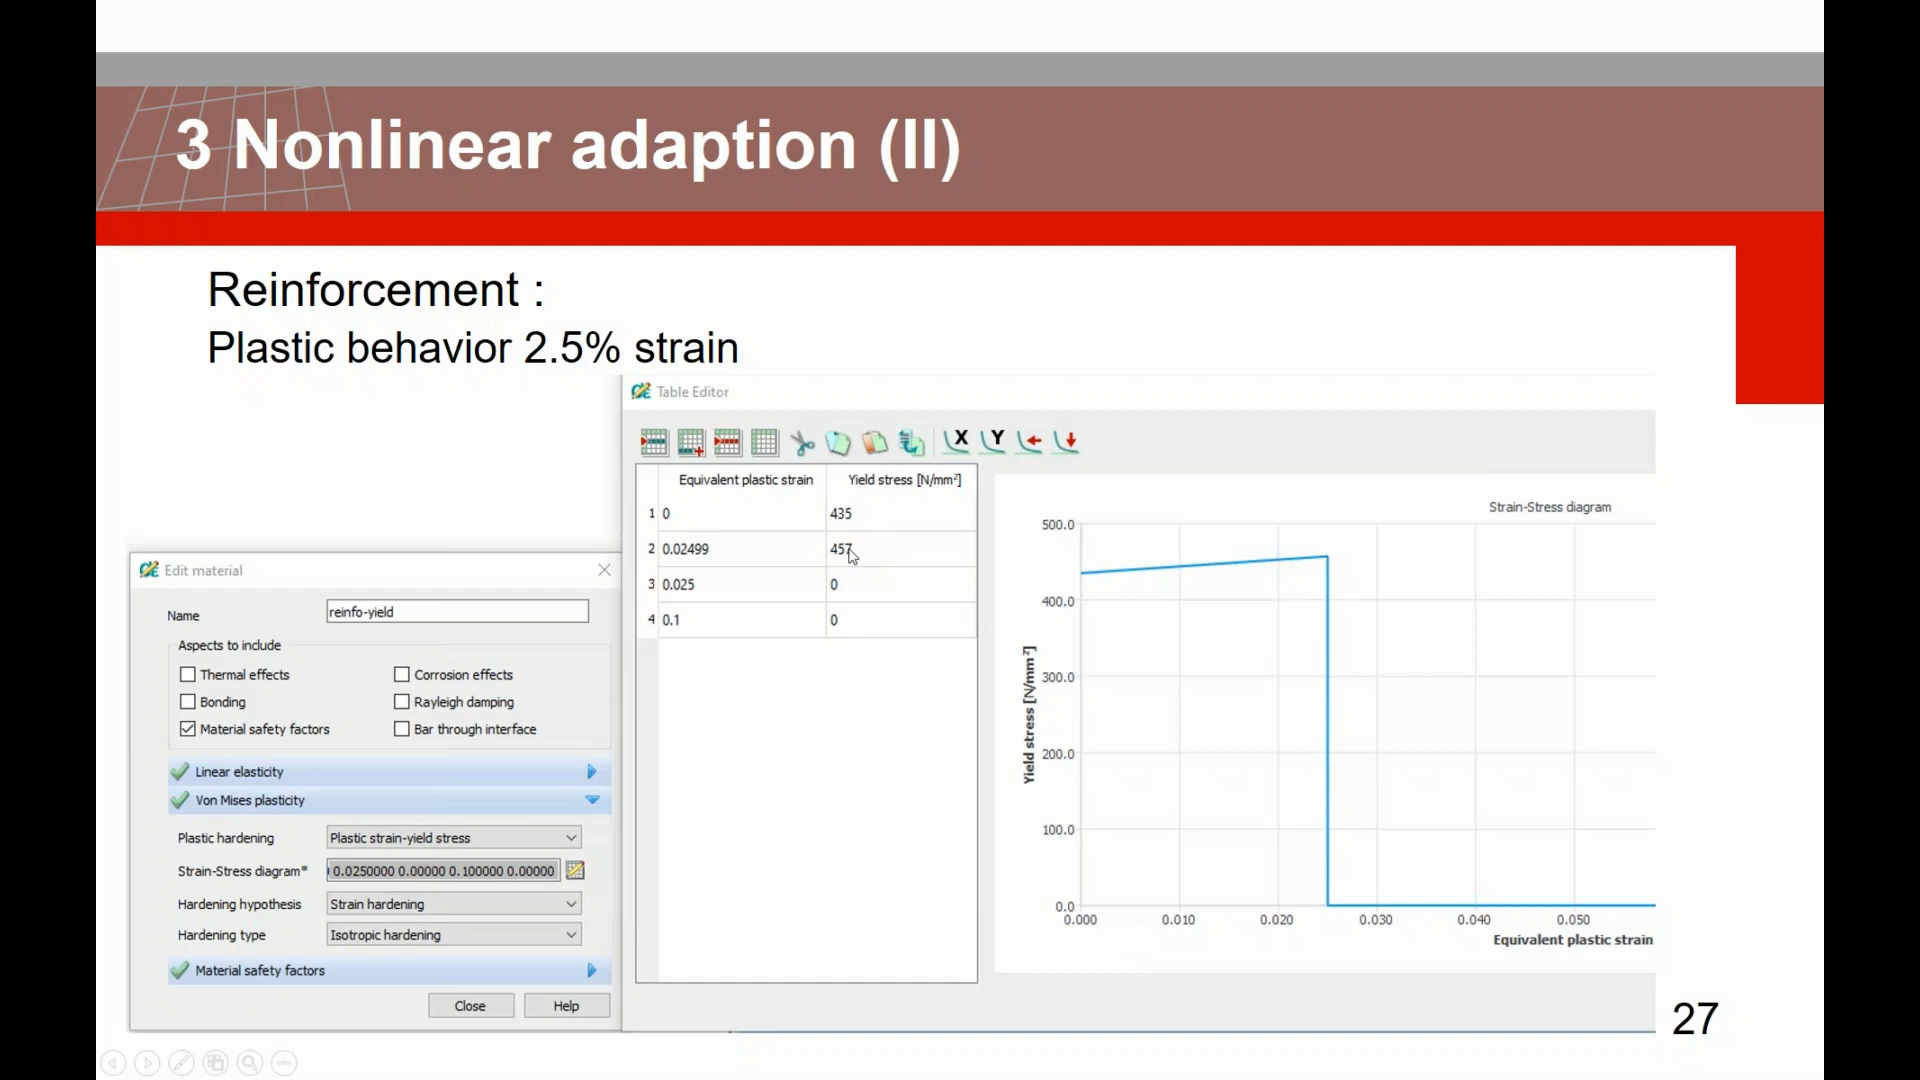 3 Nonlinear adaption (II)
Reinforcement :
Plastic behavior 2.5% strain
Table Editor
X Y
Equivalent plastic strain Yield stress [N/mm²]
1 0 435
2 0.02499 457
3 0.025 0
4 0.1 0
Strain-Stress diagram
500.0
400.0
300.0
200.0
100.0
0.0
Yield stress [N/mm²]
0.000 0.010 0.020 0.030 0.040 0.050
Equivalent plastic strain
Edit material
Name reinfo-yield
Aspects to include
Thermal effects Corrosion effects
Bonding Rayleigh damping
Material safety factors Bar through interface
Linear elasticity
Von Mises plasticity
Plastic hardening Plastic strain-yield stress
Strain-Stress diagram* 0.0250000 0.00000 0.100000 0.00000
Hardening hypothesis Strain hardening
Hardening type Isotropic hardening
Material safety factors
Close Help
27